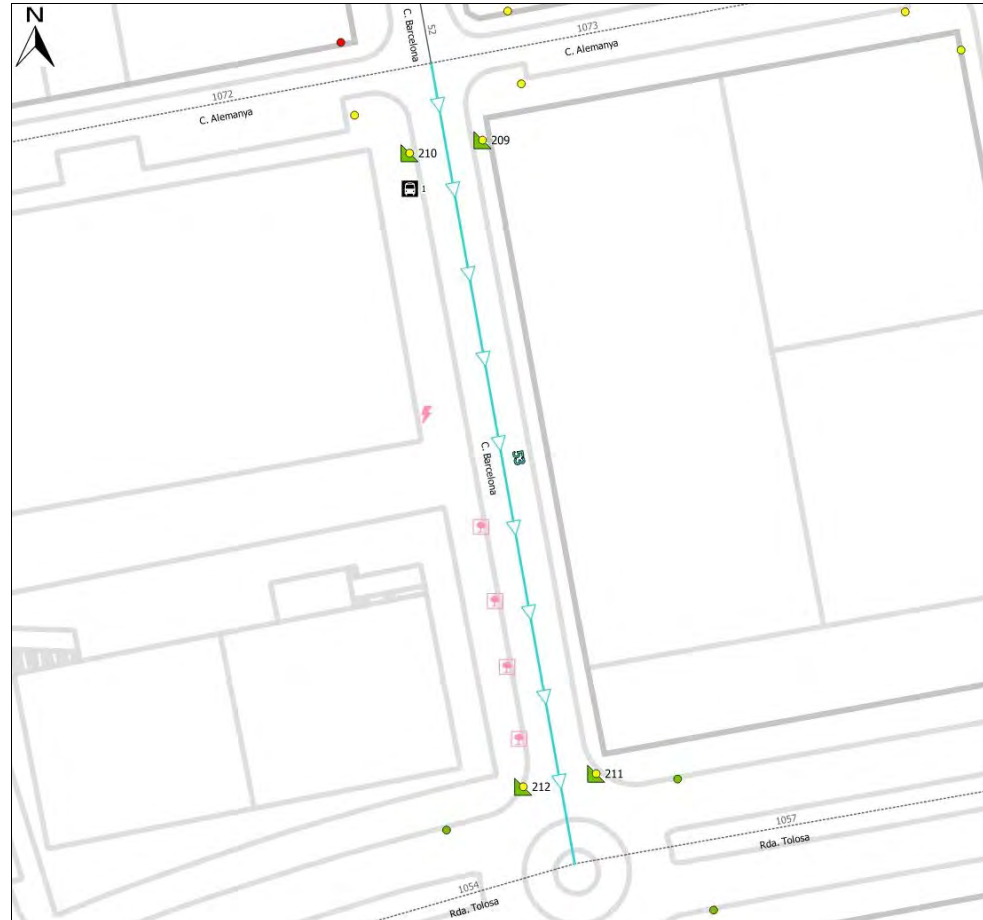 N
C. Barcelona
52
1073
C. Alemanya
1072
C. Alemanya
209
210
1
C. Barcelona
53
212
211
1057
Rda. Tolosa
1054
Rda. Tolosa